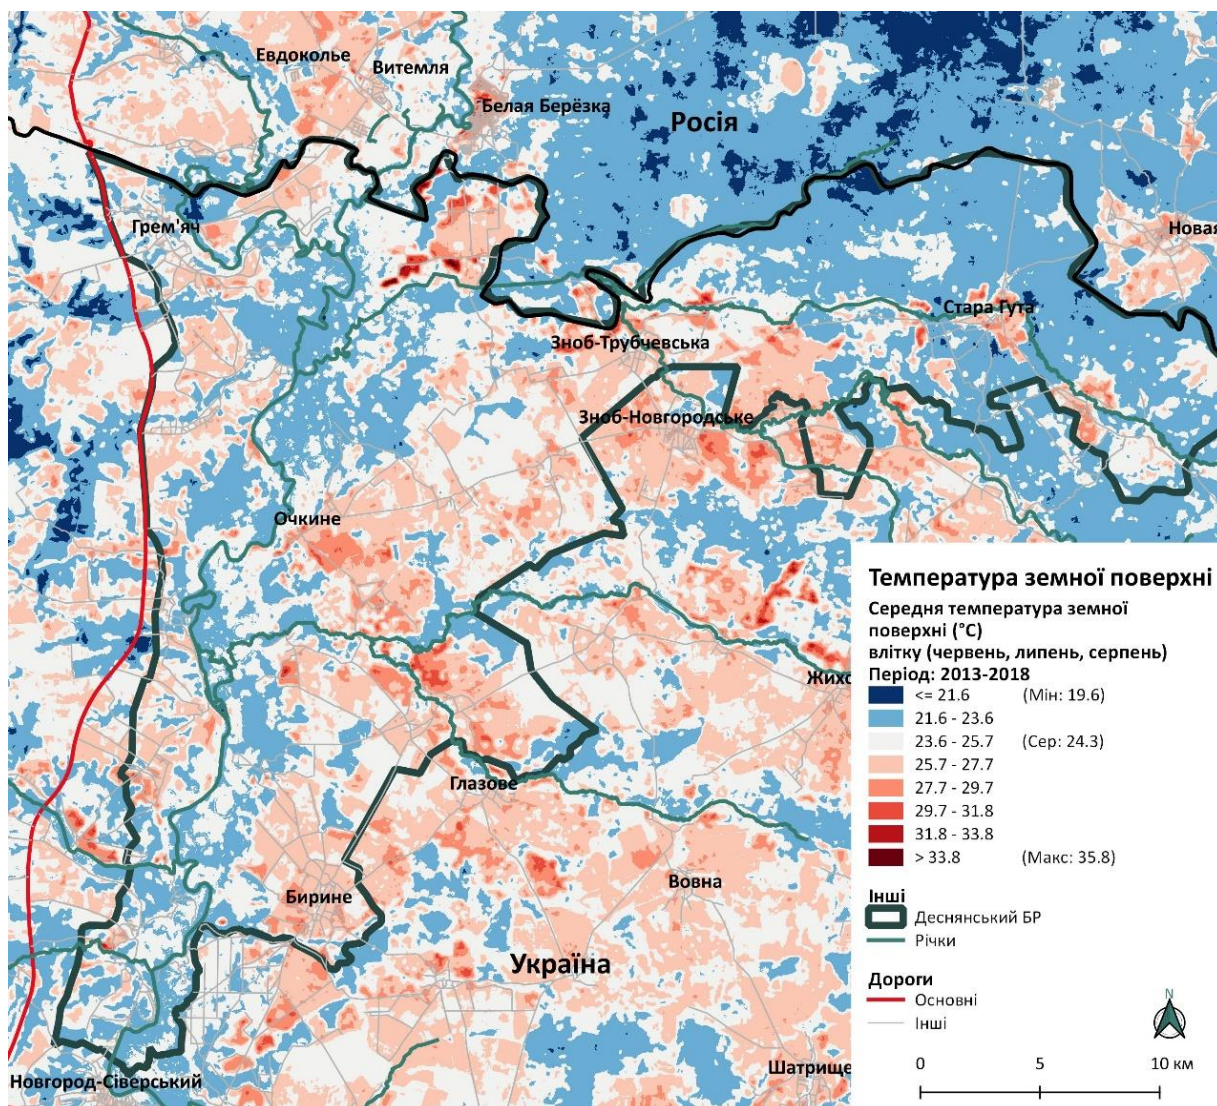 Евдоколье
Витемля
Белая Берёзка
Росія
Грем'яч
Новая
Стара Гута
Зноб-Трубчевська
Зноб-Новгородське
Очкине
Жихо
Глазове
Бирине
Вовна
Україна
Шатрище
Новгород-Сіверський
Температура земної поверхні
Середня температура земної
поверхні (°C)
влітку (червень, липень, серпень)
Період: 2013-2018
<= 21.6 (Мін: 19.6)
21.6 - 23.6
23.6 - 25.7 (Сер: 24.3)
25.7 - 27.7
27.7 - 29.7
29.7 - 31.8
31.8 - 33.8
> 33.8 (Макс: 35.8)
Інші
Деснянський БР
Річки
Дороги
Основні
Інші
N
0 5 10 км